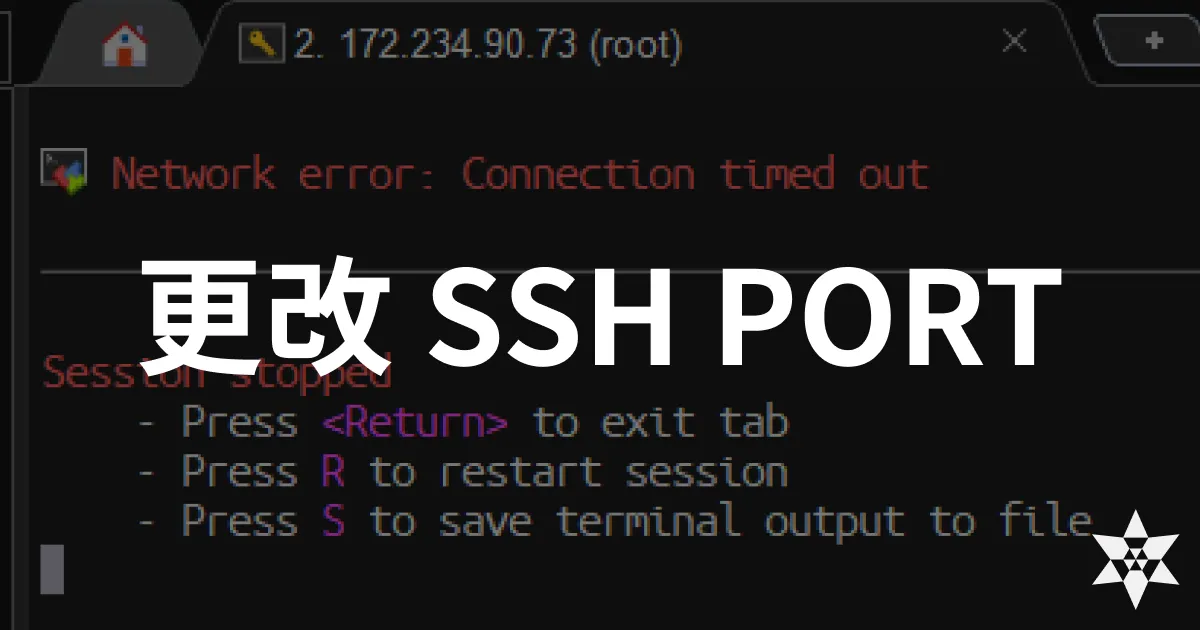 2. 172.234.90.73 (root)
Network error: Connection timed out
更改 SSH PORT
Session stopped
- Press <Return> to exit tab
- Press R to restart session
- Press S to save terminal output to file